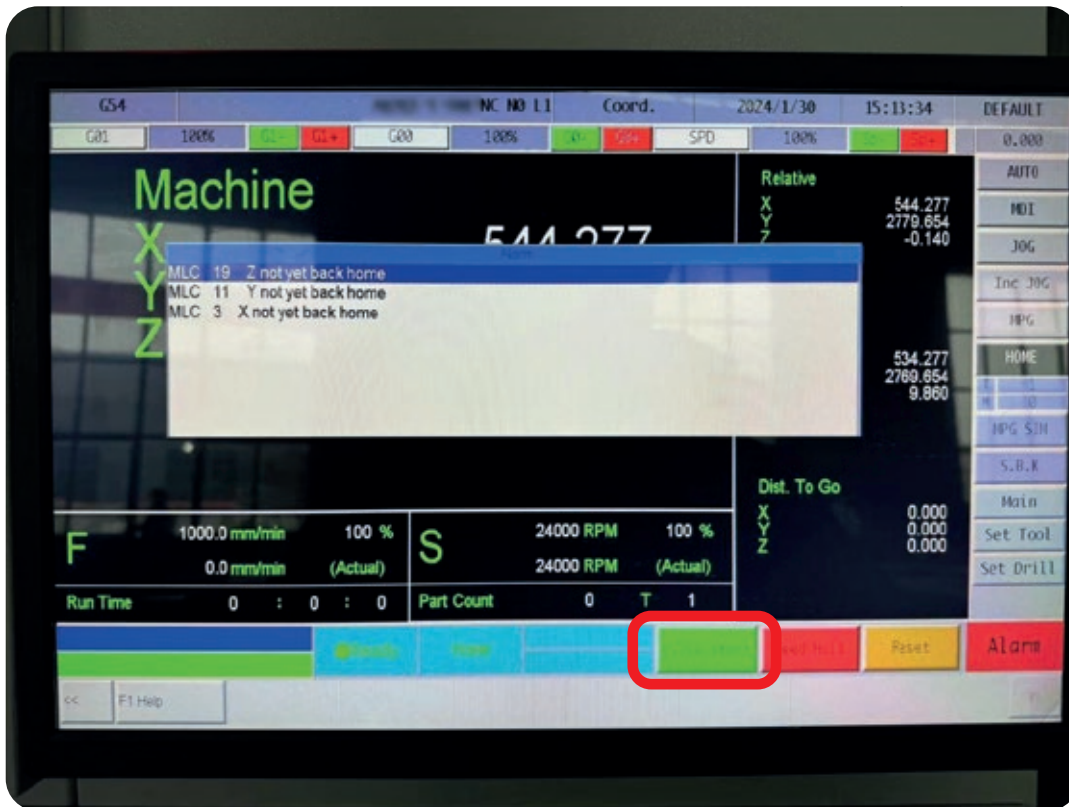 G54 NC N0 L1 Coord. 2024/1/30 15:13:34 DEFAULT
G01 100% G1- G1+ G00 100% SPD 100% 0.000
Machine
X 544.277
Y
Z
Relative
X 544.277
Y 2779.654
Z -0.140
MLC 19 Z not yet back home
MLC 11 Y not yet back home
MLC 3 X not yet back home
534.277
2769.654
9.860
Dist. To Go
X 0.000
Y 0.000
Z 0.000
F 1000.0 mm/min 100 %
0.0 mm/min (Actual)
S 24000 RPM 100 %
24000 RPM (Actual)
Run Time 0 : 0 : 0 Part Count 0 T 1
AUTO
MDI
JOG
Inc JOG
MPG
HOME
MPG SIM
S.B.K
Main
Set Tool
Set Drill
Reset Alarm
<< F1 Help